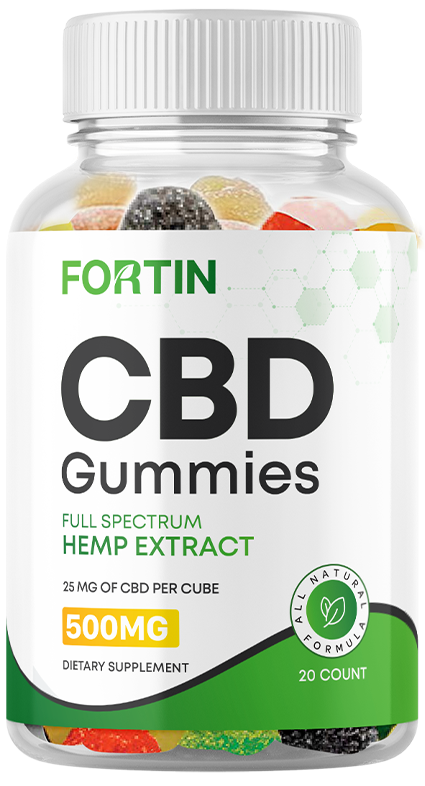 FORTIN
CBD
Gummies
FULL SPECTRUM
HEMP EXTRACT
25 MG OF CBD PER CUBE
500MG
DIETARY SUPPLEMENT
ALL NATURAL
FORMULA
20 COUNT